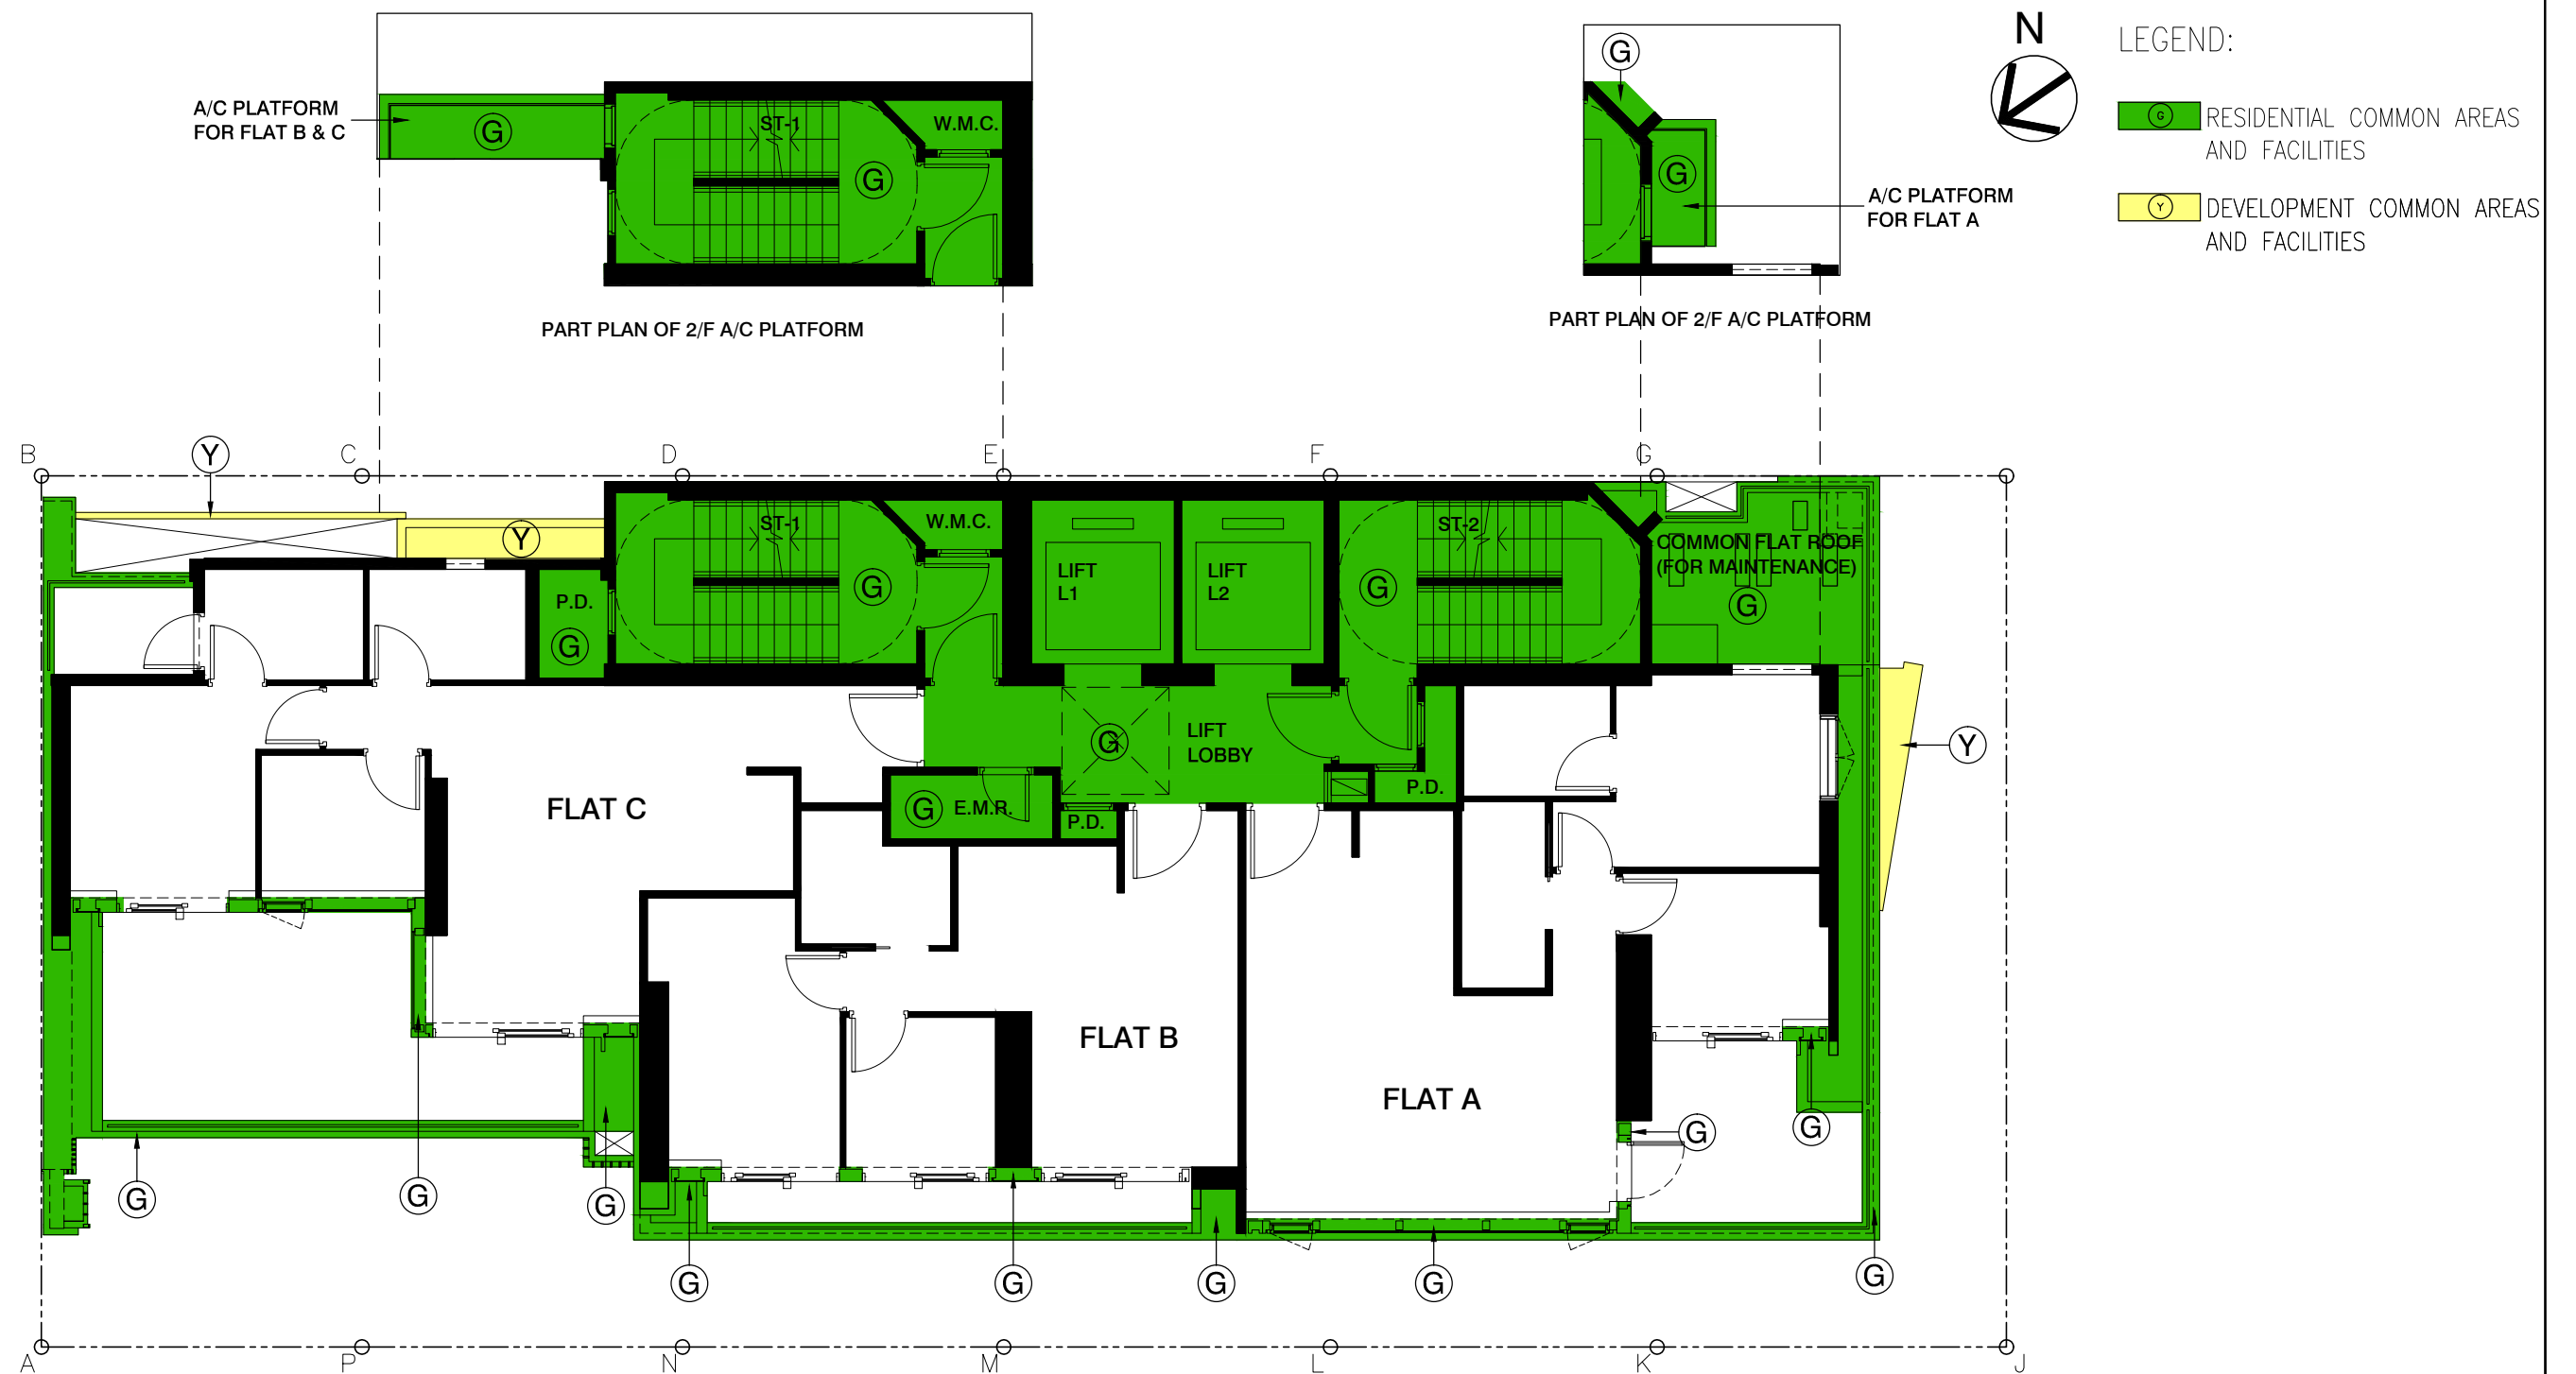 N
LEGEND:
G RESIDENTIAL COMMON AREAS
AND FACILITIES
Y DEVELOPMENT COMMON AREAS
AND FACILITIES
A/C PLATFORM
FOR FLAT B & C
G
ST-1
W.M.C.
G
PART PLAN OF 2/F A/C PLATFORM
G
G
A/C PLATFORM
FOR FLAT A
PART PLAN OF 2/F A/C PLATFORM
B
Y
C
D
E
F
G
Y
ST-1
W.M.C.
ST-2
COMMON FLAT ROOF
(FOR MAINTENANCE)
G
LIFT
L1
LIFT
L2
P.D.
G
G
G
G
LIFT
LOBBY
Y
P.D.
FLAT C
G
E.M.R.
P.D.
FLAT B
FLAT A
G
G
G
G
G
G
G
G
G
G
A
P
N
M
L
K
J